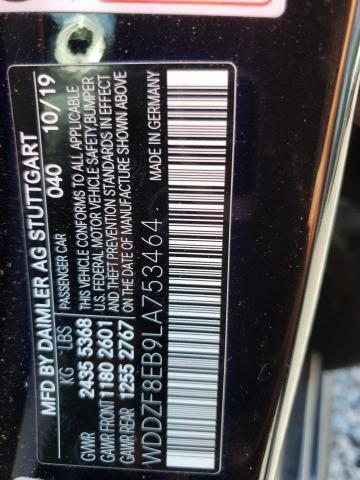 MFD BY DAIMLER AG STUTTGART
040 10/19
PASSENGER CAR
KG LBS
GVWR 2435 5368
GAWR FRONT 1180 2601
GAWR REAR 1255 2767
THIS VEHICLE CONFORMS TO ALL APPLICABLE
U.S. FEDERAL MOTOR VEHICLE SAFETY, BUMPER
AND THEFT PREVENTION STANDARDS IN EFFECT
ON THE DATE OF MANUFACTURE SHOWN ABOVE
WDDZF8EB9LA753464
MADE IN GERMANY